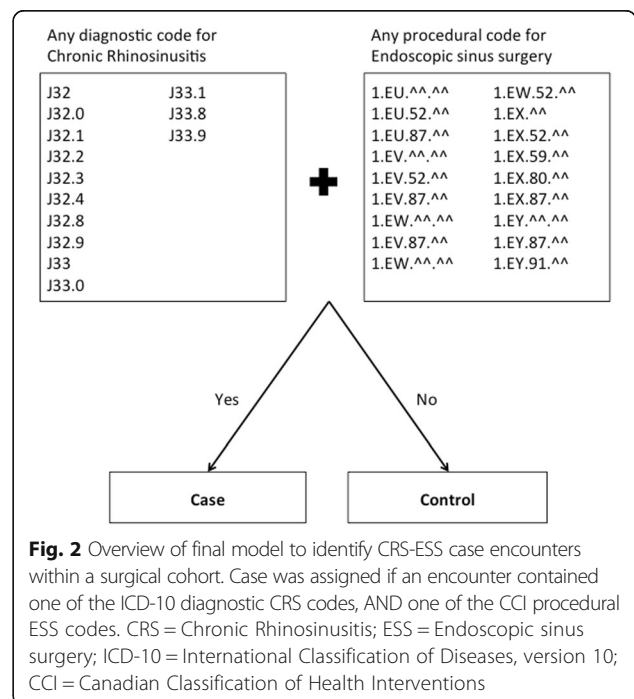 Any diagnostic code for
Chronic Rhinosinusitis
J32
J32.0
J32.1
J32.2
J32.3
J32.4
J32.8
J32.9
J33
J33.0
J33.1
J33.8
J33.9
+
Any procedural code for
Endoscopic sinus surgery
1.EU.^^.^^
1.EU.52.^^
1.EU.87.^^
1.EV.^^.^^
1.EV.52.^^
1.EV.87.^^
1.EW.^^.^^
1.EV.87.^^
1.EW.^^.^^
1.EW.52.^^
1.EX.^^
1.EX.52.^^
1.EX.59.^^
1.EX.80.^^
1.EX.87.^^
1.EY.^^.^^
1.EY.87.^^
1.EY.91.^^
Yes
No
Case
Control
Fig. 2 Overview of final model to identify CRS-ESS case encounters
within a surgical cohort. Case was assigned if an encounter contained
one of the ICD-10 diagnostic CRS codes, AND one of the CCI procedural
ESS codes. CRS = Chronic Rhinosinusitis; ESS = Endoscopic sinus
surgery; ICD-10 = International Classification of Diseases, version 10;
CCI = Canadian Classification of Health Interventions